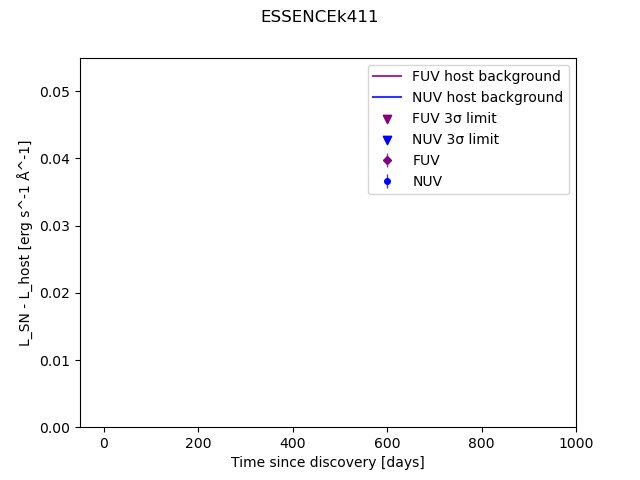 ESSENCEk411
FUV host background
NUV host background
FUV 3σ limit
NUV 3σ limit
FUV
NUV
0.05
0.04
0.03
0.02
0.01
0.00
L_SN - L_host [erg s^-1 Å^-1]
0 200 400 600 800 1000
Time since discovery [days]